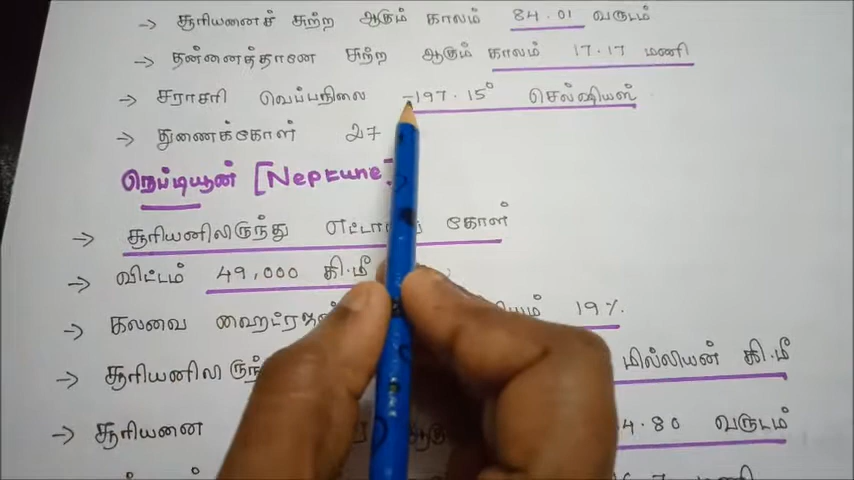 → சூரியனைச் சுற்ற ஆகும் காலம் 84.01 வருடம்
→ தன்னைத்தானே சுற்ற ஆகும் காலம் 17.17 மணி
→ சராசரி வெப்பநிலை -197.15° செல்ஷியஸ்
→ துணைக்கோள் 27
நெப்டியூன் [Neptune]
→ சூரியனிலிருந்து கோள்
→ விட்டம் 49,000 கி.மீ
→ கலவை 19%.
→ மில்லியன் கி.மீ
→ சூரியனை 4.80 வருடம்